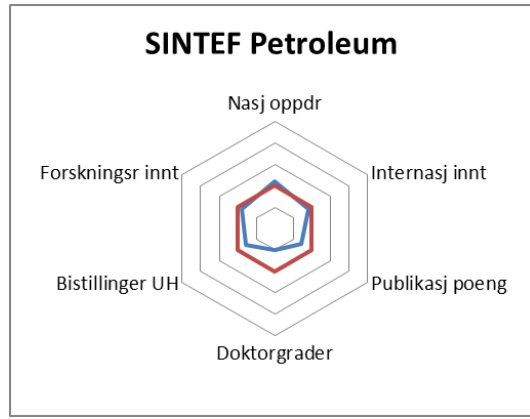 SINTEF Petroleum
Nasj oppdr
Forskningsr innt
Internasj innt
Bistillinger UH
Publikasj poeng
Doktorgrader